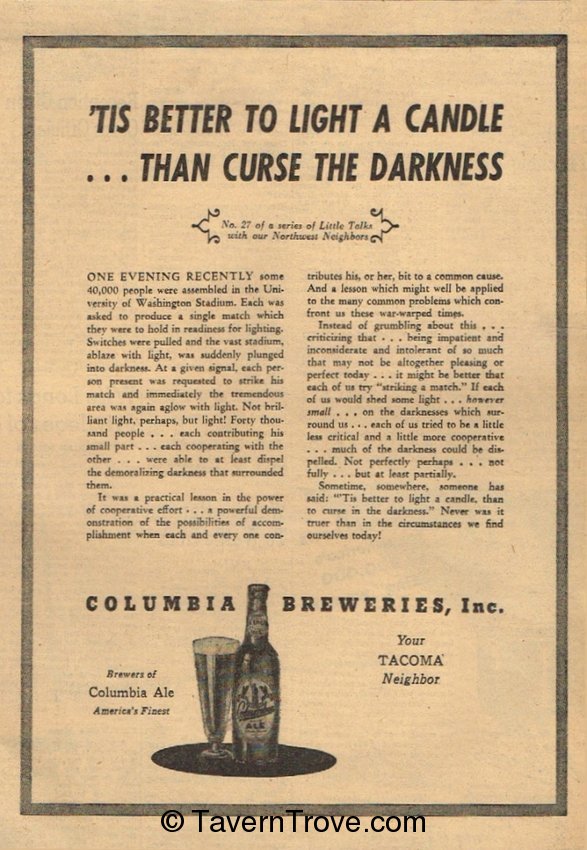 'TIS BETTER TO LIGHT A CANDLE
... THAN CURSE THE DARKNESS
No. 27 of a series of Little Talks
with our Northwest Neighbors
ONE EVENING RECENTLY some
40,000 people were assembled in the Uni-
versity of Washington Stadium. Each was
asked to produce a single match which
they were to hold in readiness for lighting.
Switches were pulled and the vast stadium,
ablaze with light, was suddenly plunged
into darkness. At a given signal, each per-
son present was requested to strike his
match and immediately the tremendous
area was again aglow with light. Not bril-
liant light, perhaps, but light! Forty thou-
sand people . . . each contributing his
small part . . . each cooperating with the
other . . . were able to at least dispel
the demoralizing darkness that surrounded
them.
It was a practical lesson in the power
of cooperative effort . . . a powerful dem-
onstration of the possibilities of accom-
plishment when each and every one con-
tributes his, or her, bit to a common cause.
And a lesson which might well be applied
to the many common problems which con-
front us these war-warped times.
Instead of grumbling about this . . .
criticizing that . . . being impatient and
inconsiderate and intolerant of so much
that may not be altogether pleasing or
perfect today . . . it might be better that
each of us try "striking a match." If each
of us would shed some light . . . however
small . . . on the darknesses which sur-
round us . . . each of us tried to be a little
less critical and a little more cooperative
. . . much of the darkness could be dis-
pelled. Not perfectly perhaps . . . not
fully . . . but at least partially.
Sometime, somewhere, someone has
said: "'Tis better to light a candle, than
to curse in the darkness." Never was it
truer than in the circumstances we find
ourselves today!
COLUMBIA BREWERIES, Inc.
Brewers of
Columbia Ale
America's Finest
Your
TACOMA
Neighbor
Columbia
ALE
© TavernTrove.com